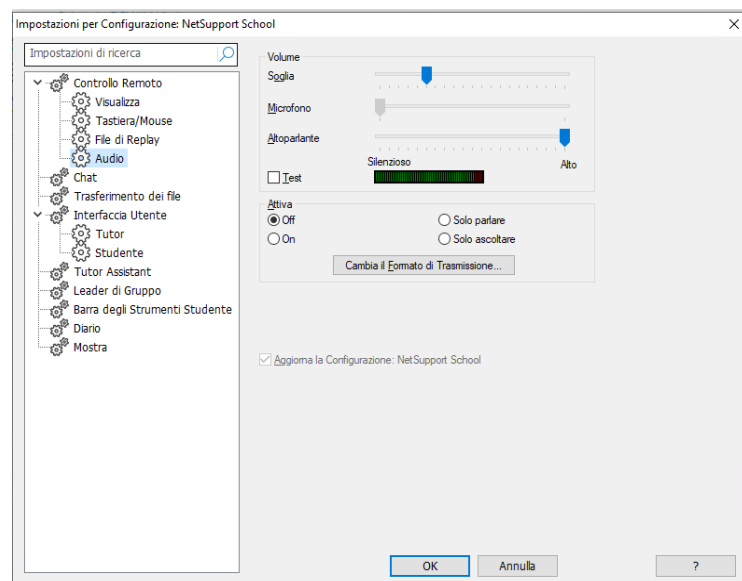 Impostazioni per Configurazione: NetSupport School
Impostazioni di ricerca
Controllo Remoto
Visualizza
Tastiera/Mouse
File di Replay
Audio
Chat
Trasferimento dei file
Interfaccia Utente
Tutor
Studente
Tutor Assistant
Leader di Gruppo
Barra degli Strumenti Studente
Diario
Mostra
Volume
Soglia
Microfono
Altoparlante
Silenzioso
Alto
Test
Attiva
Off
Solo parlare
On
Solo ascoltare
Cambia il Formato di Trasmissione...
Aggiorna la Configurazione: NetSupport School
OK
Annulla
?